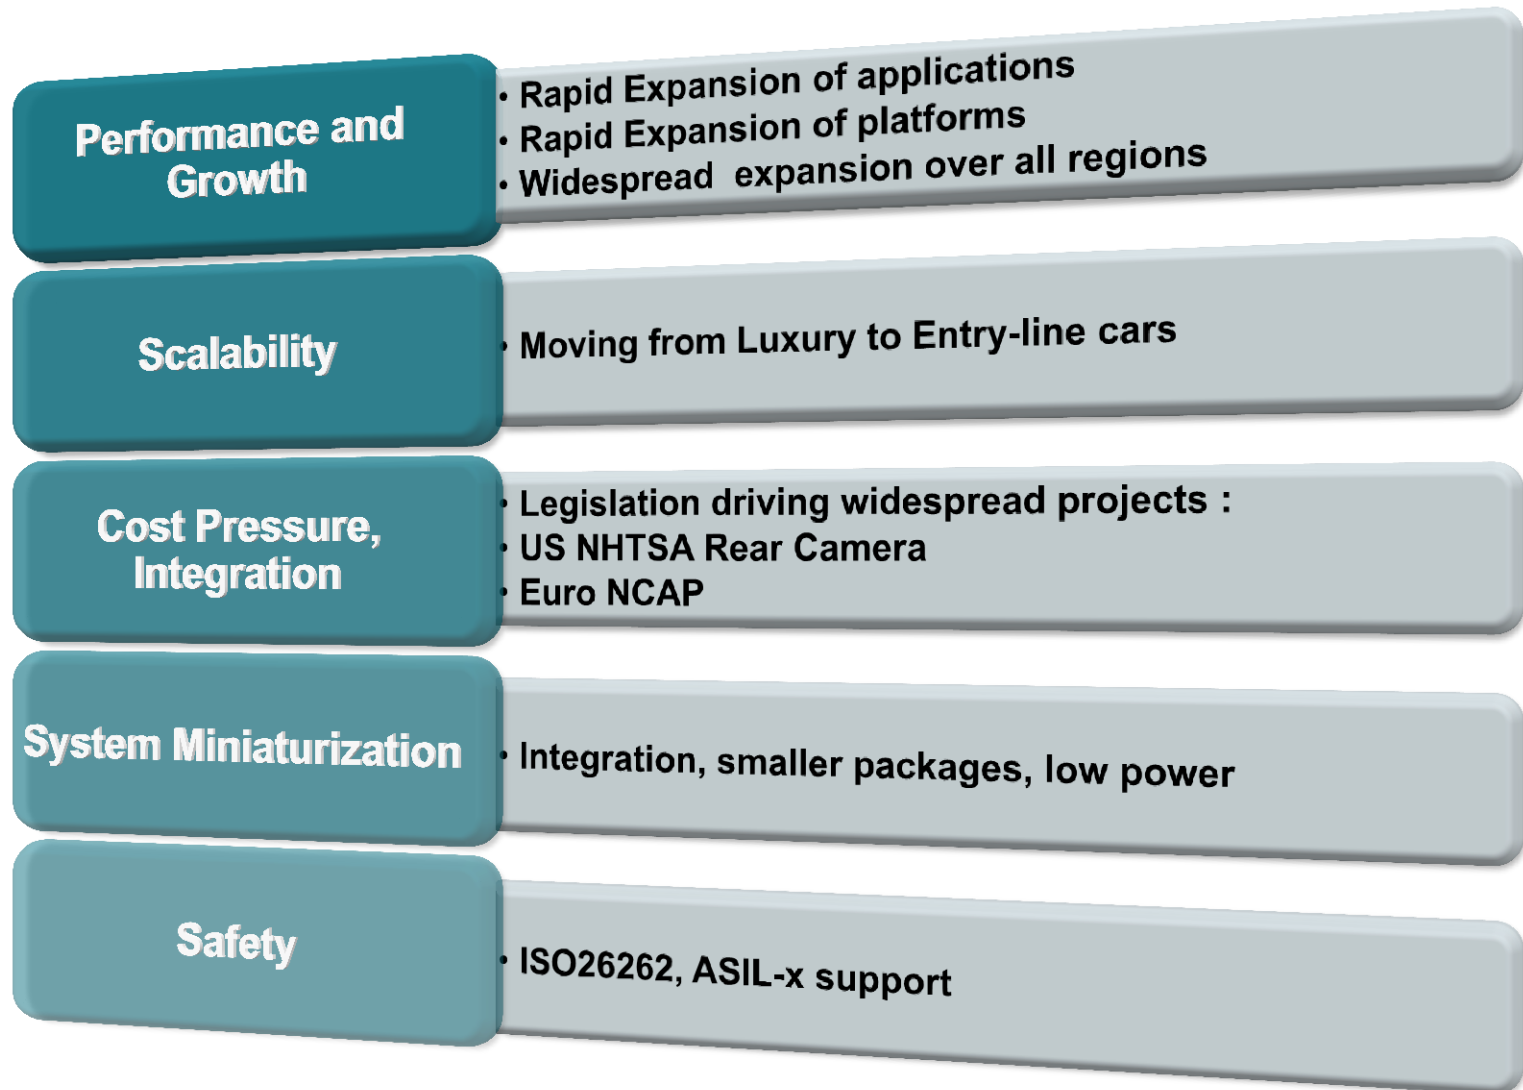 Performance and
Growth
• Rapid Expansion of applications
• Rapid Expansion of platforms
• Widespread  expansion over all regions
Scalability
• Moving from Luxury to Entry-line cars
Cost Pressure,
Integration
• Legislation driving widespread projects :
• US NHTSA Rear Camera
• Euro NCAP
System Miniaturization
• Integration, smaller packages, low power
Safety
• ISO26262, ASIL-x support